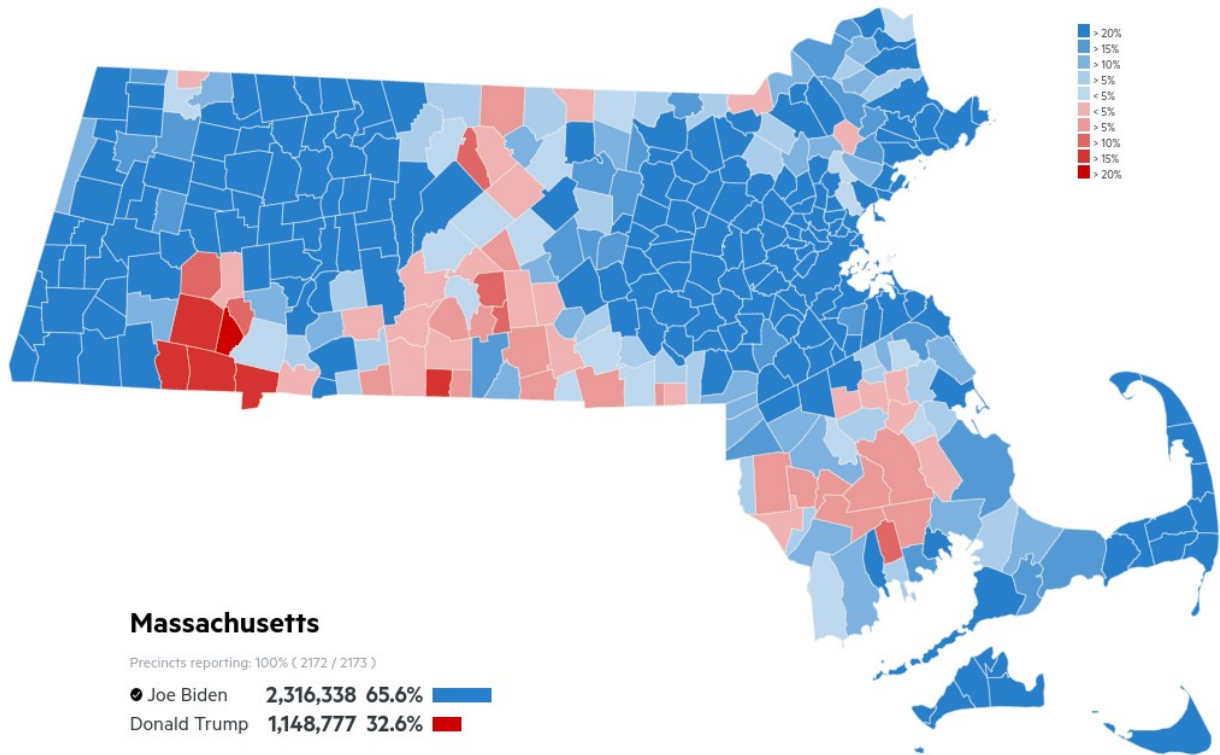 > 20%
> 15%
> 10%
> 5%
< 5%
< 5%
> 5%
> 10%
> 15%
> 20%
Massachusetts
Precincts reporting: 100% ( 2172 / 2173 )
Joe Biden 2,316,338 65.6%
Donald Trump 1,148,777 32.6%